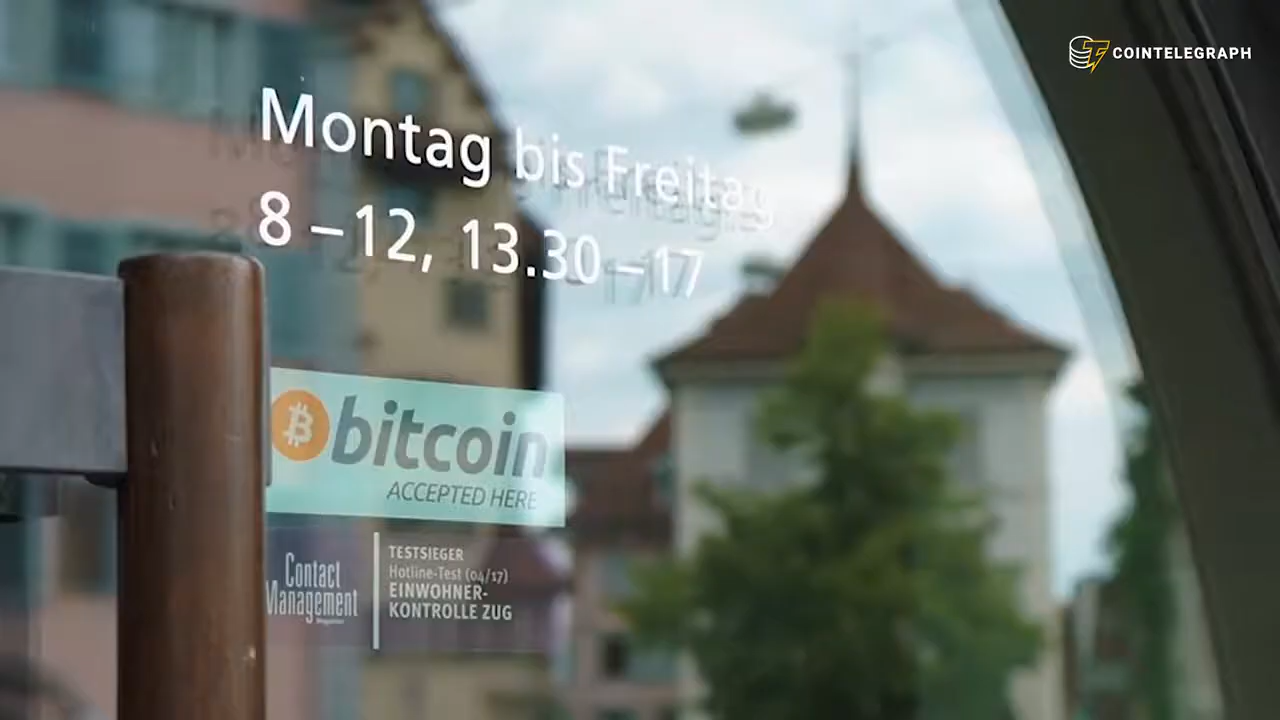 COINTELEGRAPH
Montag bis Freitag
8 – 12, 13.30 – 17
bitcoin
ACCEPTED HERE
Contact
Management
TESTSIEGER
Hotline-Test (04/17)
EINWOHNER-
KONTROLLE ZUG